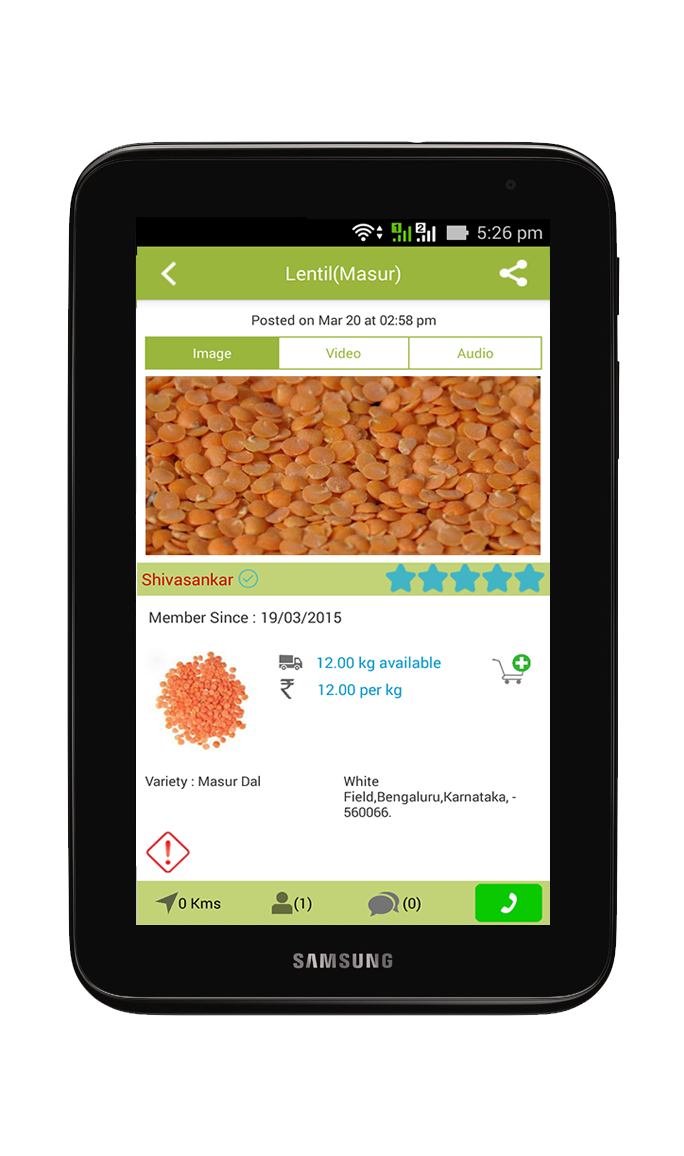 1 2 5:26 pm
Lentil(Masur)
Posted on Mar 20 at 02:58 pm
Image Video Audio
Shivasankar
Member Since : 19/03/2015
12.00 kg available
₹ 12.00 per kg
Variety : Masur Dal
White
Field,Bengaluru,Karnataka, -
560066.
!
0 Kms (1) (0)
SAMSUNG